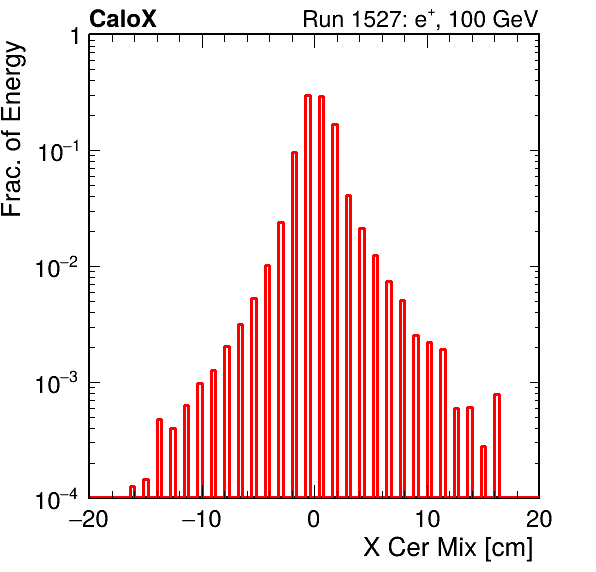 CaloX Run 1527: e⁺, 100 GeV
Frac. of Energy
1
10⁻¹
10⁻²
10⁻³
10⁻⁴
−20 −10 0 10 20
X Cer Mix [cm]